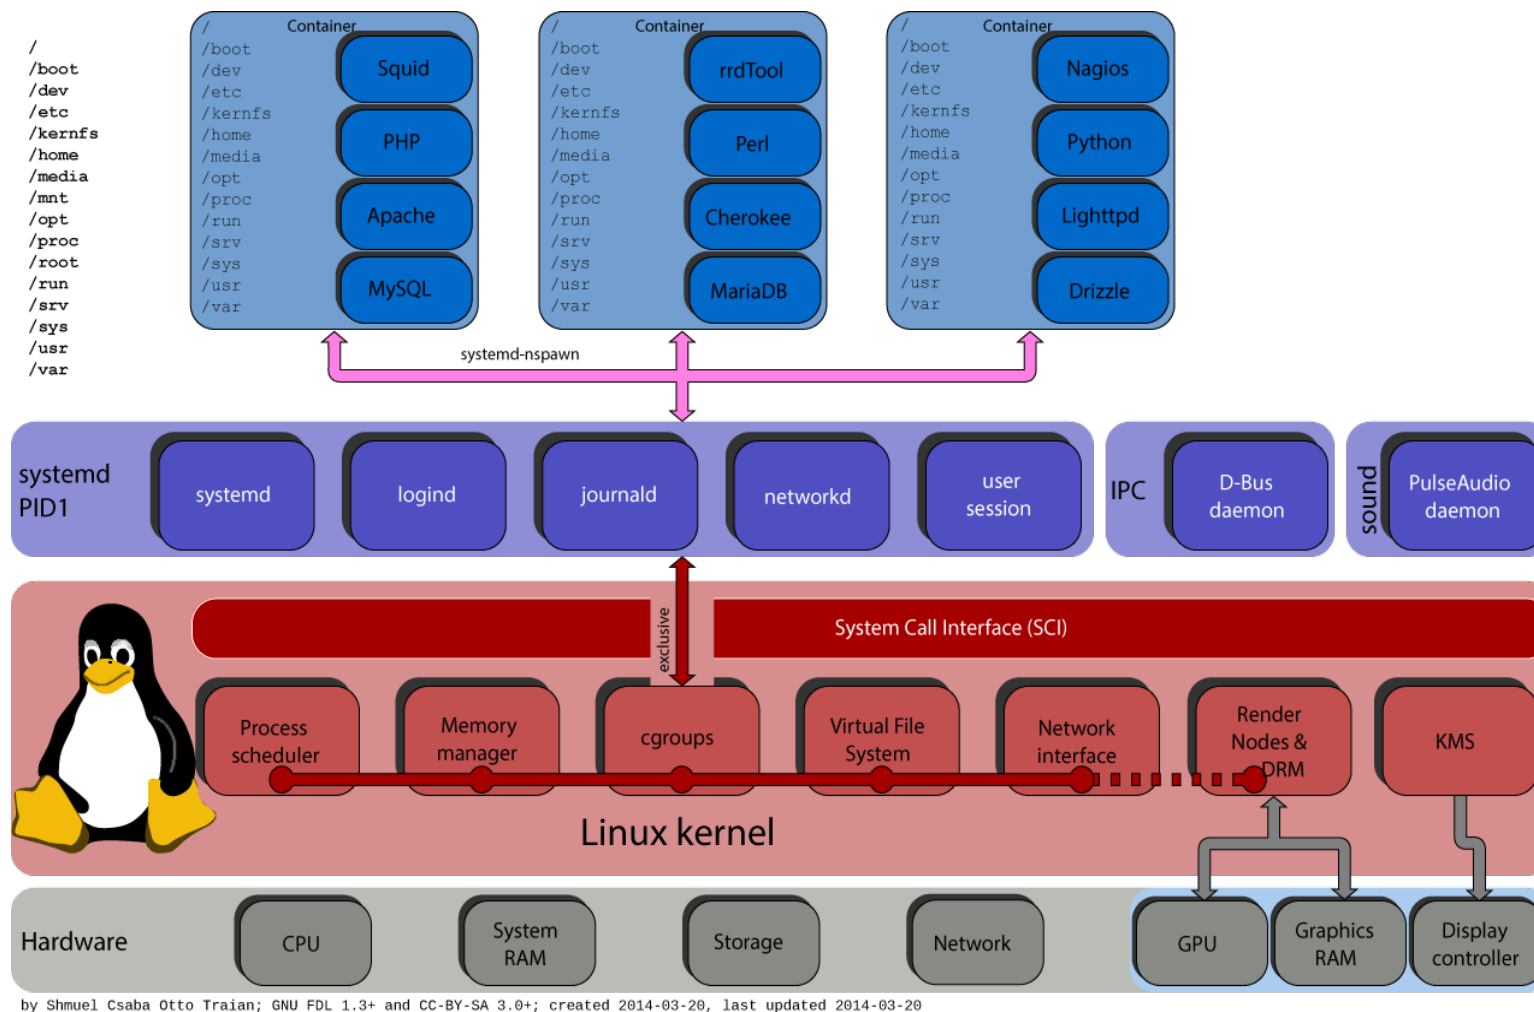 /
/boot
/dev
/etc
/kernfs
/home
/media
/mnt
/opt
/proc
/root
/run
/srv
/sys
/usr
/var
Container
/
/boot
/dev
/etc
/kernfs
/home
/media
/opt
/proc
/run
/srv
/sys
/usr
/var
Squid
PHP
Apache
MySQL
Container
/
/boot
/dev
/etc
/kernfs
/home
/media
/opt
/proc
/run
/srv
/sys
/usr
/var
rrdTool
Perl
Cherokee
MariaDB
Container
/
/boot
/dev
/etc
/kernfs
/home
/media
/opt
/proc
/run
/srv
/sys
/usr
/var
Nagios
Python
Lighttpd
Drizzle
systemd-nspawn
systemd
PID1
systemd
logind
journald
networkd
user
session
IPC
D-Bus
daemon
sound
PulseAudio
daemon
exclusive
System Call Interface (SCI)
Process
scheduler
Memory
manager
cgroups
Virtual File
System
Network
interface
Render
Nodes &
DRM
KMS
Linux kernel
Hardware
CPU
System
RAM
Storage
Network
GPU
Graphics
RAM
Display
controller
by Shmuel Csaba Otto Traian; GNU FDL 1.3+ and CC-BY-SA 3.0+; created 2014-03-20, last updated 2014-03-20